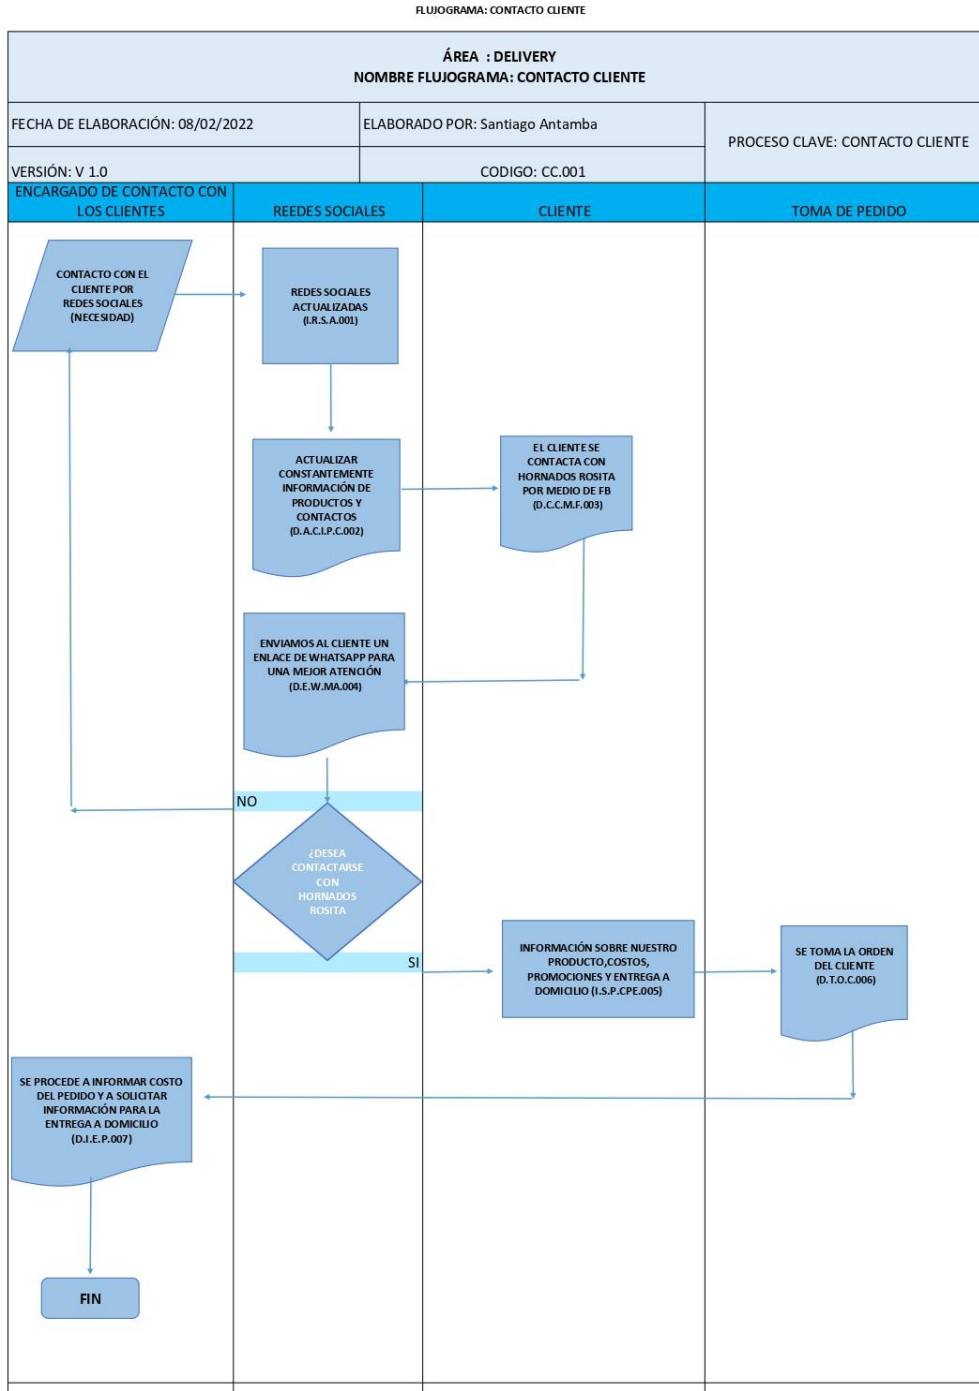 FLUJOGRAMA: CONTACTO CLIENTE
ÁREA : DELIVERY
NOMBRE FLUJOGRAMA: CONTACTO CLIENTE
FECHA DE ELABORACIÓN: 08/02/2022
ELABORADO POR: Santiago Antamba
PROCESO CLAVE: CONTACTO CLIENTE
VERSIÓN: V 1.0
CODIGO: CC.001
ENCARGADO DE CONTACTO CON
LOS CLIENTES
REEDES SOCIALES
CLIENTE
TOMA DE PEDIDO
CONTACTO CON EL
CLIENTE POR
REDES SOCIALES
(NECESIDAD)
REDES SOCIALES
ACTUALIZADAS
(I.R.S.A.001)
ACTUALIZAR
CONSTANTEMENTE
INFORMACIÓN DE
PRODUCTOS Y
CONTACTOS
(D.A.C.I.P.C.002)
EL CLIENTE SE
CONTACTA CON
HORNADOS ROSITA
POR MEDIO DE FB
(D.C.C.M.F.003)
ENVIAMOS AL CLIENTE UN
ENLACE DE WHATSAPP PARA
UNA MEJOR ATENCIÓN
(D.E.W.MA.004)
NO
¿DESEA
CONTACTARSE
CON
HORNADOS
ROSITA
SI
INFORMACIÓN SOBRE NUESTRO
PRODUCTO,COSTOS,
PROMOCIONES Y ENTREGA A
DOMICILIO (I.S.P.CPE.005)
SE TOMA LA ORDEN
DEL CLIENTE
(D.T.O.C.006)
SE PROCEDE A INFORMAR COSTO
DEL PEDIDO Y A SOLICITAR
INFORMACIÓN PARA LA
ENTREGA A DOMICILIO
(D.I.E.P.007)
FIN